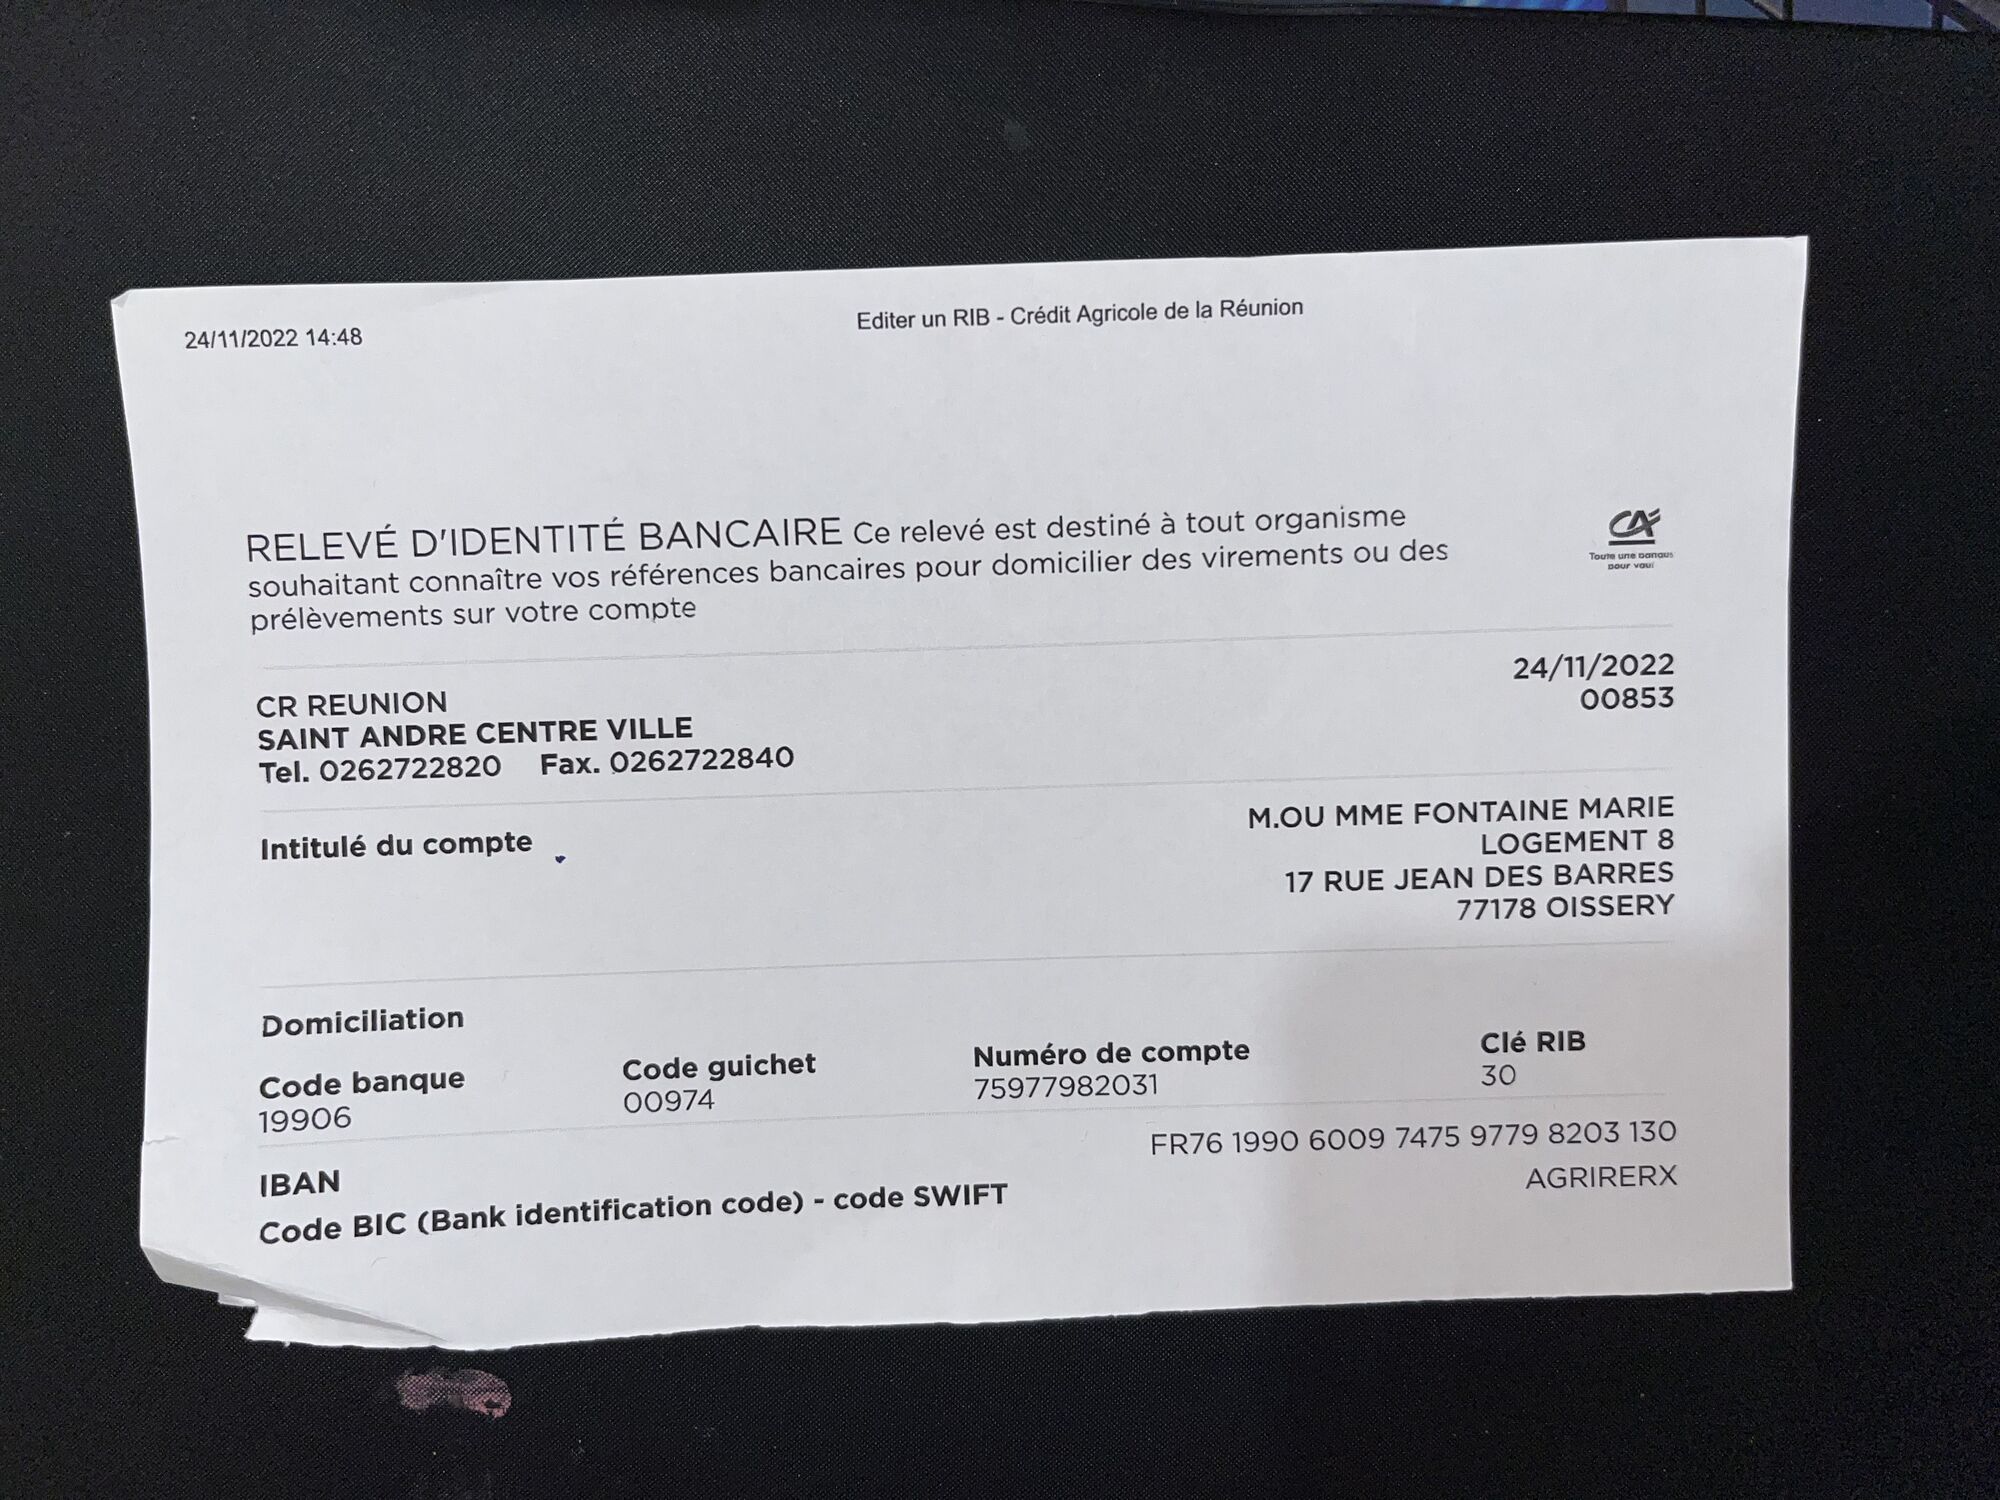 24/11/2022 14:48
Editer un RIB - Crédit Agricole de la Réunion
RELEVÉ D'IDENTITÉ BANCAIRE Ce relevé est destiné à tout organisme
souhaitant connaître vos références bancaires pour domicilier des virements ou des
prélèvements sur votre compte
CA
Toute une banque
pour vous
CR REUNION
SAINT ANDRE CENTRE VILLE
Tel. 0262722820 Fax. 0262722840
24/11/2022
00853
Intitulé du compte
M.OU MME FONTAINE MARIE
LOGEMENT 8
17 RUE JEAN DES BARRES
77178 OISSERY
Domiciliation
Code banque
19906
Code guichet
00974
Numéro de compte
75977982031
Clé RIB
30
IBAN
FR76 1990 6009 7475 9779 8203 130
Code BIC (Bank identification code) - code SWIFT
AGRIRERX